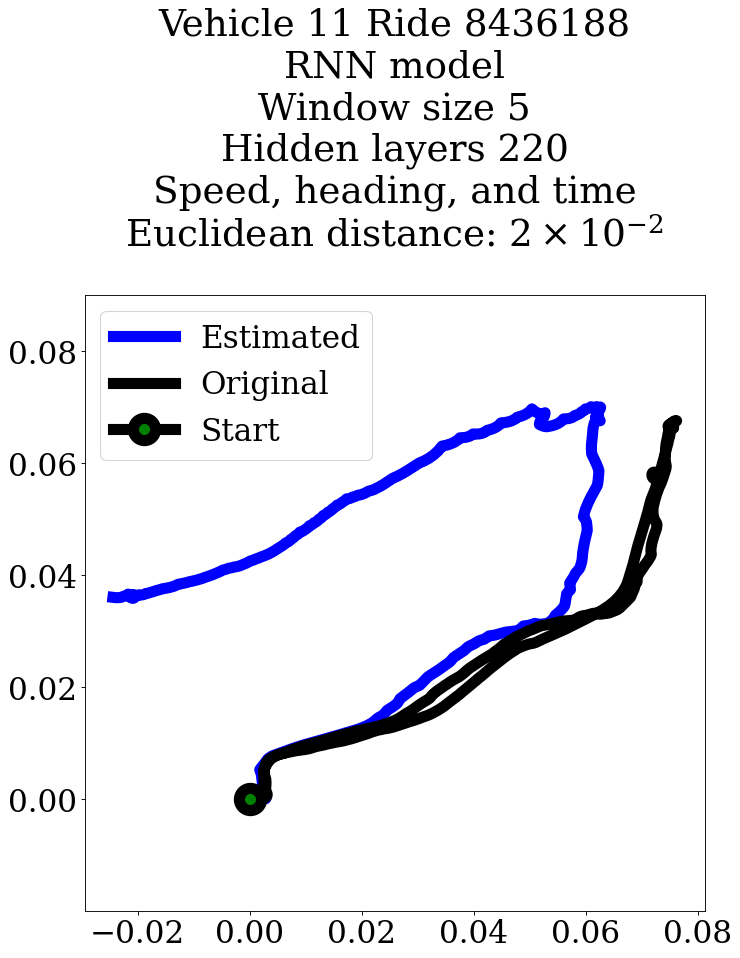 Vehicle 11 Ride 8436188
RNN model
Window size 5
Hidden layers 220
Speed, heading, and time
Euclidean distance: 2 × 10⁻²
Estimated
Original
Start
0.08
0.06
0.04
0.02
0.00
−0.02 0.00 0.02 0.04 0.06 0.08